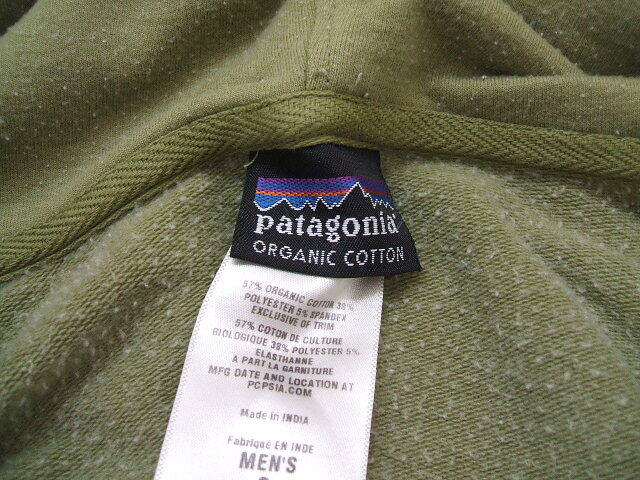 patagonia
ORGANIC COTTON
57% ORGANIC COTTON 38%
POLYESTER 5% SPANDEX
EXCLUSIVE OF TRIM
57% COTON DE CULTURE
BIOLOGIQUE 38% POLYESTER 5%
ELASTHANNE
A PART LA GARNITURE
MFG DATE AND LOCATION AT
PCPSIA.COM
Made in INDIA
Fabriqué EN INDE
MEN'S